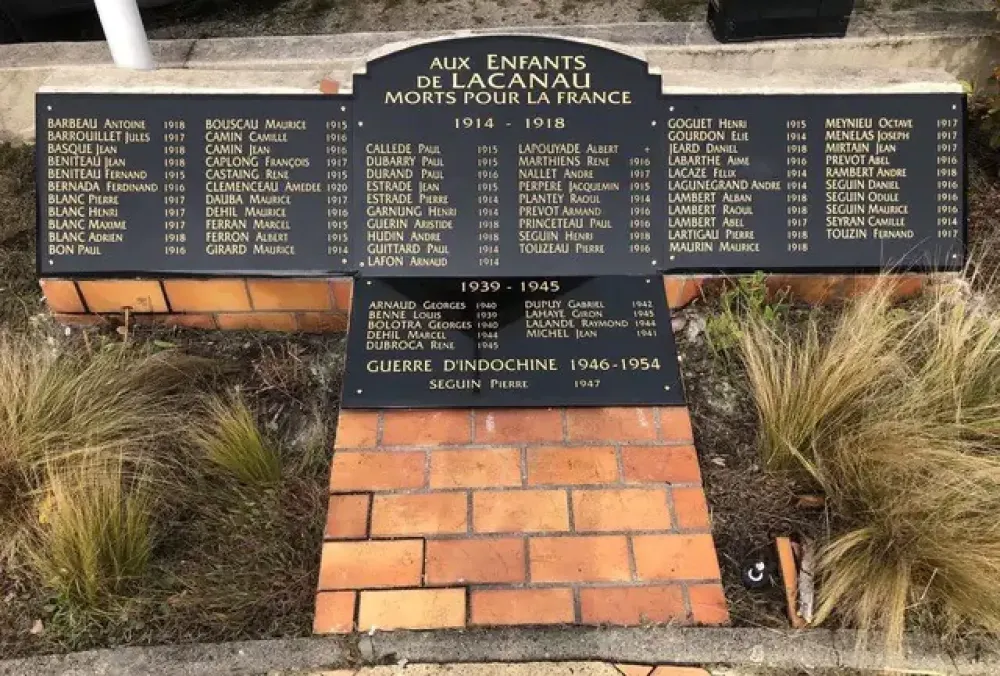 AUX ENFANTS
DE LACANAU
MORTS POUR LA FRANCE
1914 - 1918
BARBEAU ANTOINE 1918
BARROUILLET JULES 1917
BASQUE JEAN 1918
BENITEAU JEAN 1918
BENITEAU FERNAND 1915
BERNADA FERDINAND 1916
BLANC PIERRE 1917
BLANC HENRI 1917
BLANC MAXIME 1917
BLANC ADRIEN 1918
BON PAUL 1916
BOUSCAU MAURICE 1915
CAMIN CAMILLE 1916
CAMIN JEAN 1916
CAPLONG FRANÇOIS 1917
CASTAING RENE 1915
CLEMENCEAU AMEDEE 1920
DAUBA MAURICE 1917
DEHIL MAURICE 1916
FERRAN MARCEL 1915
FERRON ALBERT 1915
GIRARD MAURICE 1914
CALLEDE PAUL 1915
DUBARRY PAUL 1915
DURAND PAUL 1916
ESTRADE JEAN 1915
ESTRADE PIERRE 1914
GARNUNG HENRI 1914
GUERIN ARISTIDE 1918
HUDIN ANDRE 1914
GUITTARD PAUL 1914
LAFON ARNAUD 1914
LAPOUYADE ALBERT +
MARTHIENS RENE 1916
NALLET ANDRE 1917
PERPERE JACQUEMIN 1915
PLANTEY RAOUL 1914
PREVOT ARMAND 1916
PRINCETEAU PAUL 1916
SEGUIN HENRI 1918
TOUZEAU PIERRE 1916
GOGUET HENRI 1915
GOURDON ELIE 1914
JEARD DANIEL 1918
LABARTHE AIME 1916
LACAZE FELIX 1914
LAGUNEGRAND ANDRE 1914
LAMBERT ALBAN 1918
LAMBERT RAOUL 1918
LAMBERT ABEL 1917
LARTIGAU PIERRE 1918
MAURIN MAURICE 1918
MEYNIEU OCTAVE 1917
MENELAS JOSEPH 1917
MIRTAIN JEAN 1917
PREVOT ABEL 1916
RAMBERT ANDRE 1918
SEGUIN DANIEL 1916
SEGUIN ODULE 1916
SEGUIN MAURICE 1916
SEYRAN CAMILLE 1914
TOUZIN FERNAND 1917
1939 - 1945
ARNAUD GEORGES 1940
BENNE LOUIS 1939
BOLOTRA GEORGES 1940
DEHIL MARCEL 1944
DUBROCA RENE 1945
DUPUY GABRIEL 1942
LAHAYE GIRON 1945
LALANDE RAYMOND 1944
MICHEL JEAN 1941
GUERRE D'INDOCHINE 1946-1954
SEGUIN PIERRE 1947